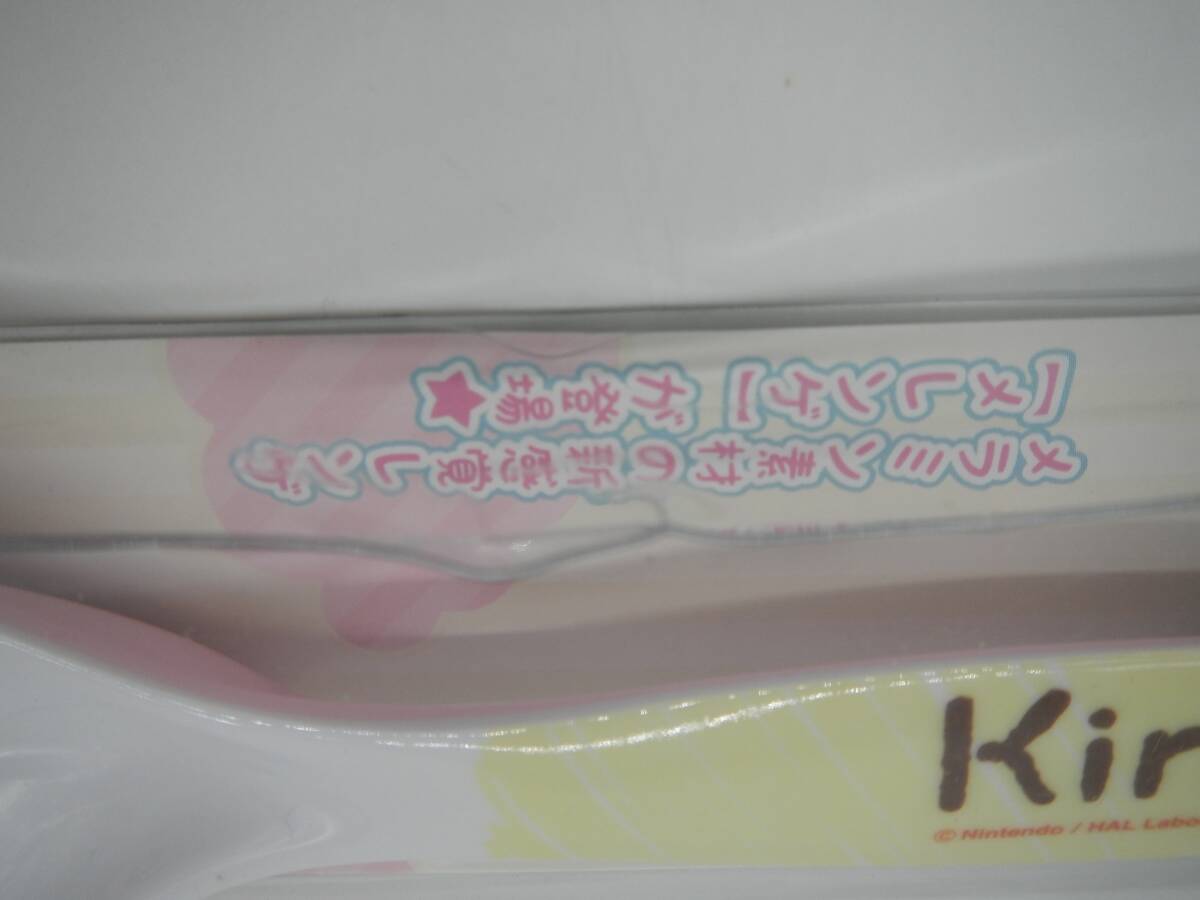 メラミン素材の新感覚レンゲ
【メレンゲ】が登場★
Kir
© Nintendo / HAL Labo